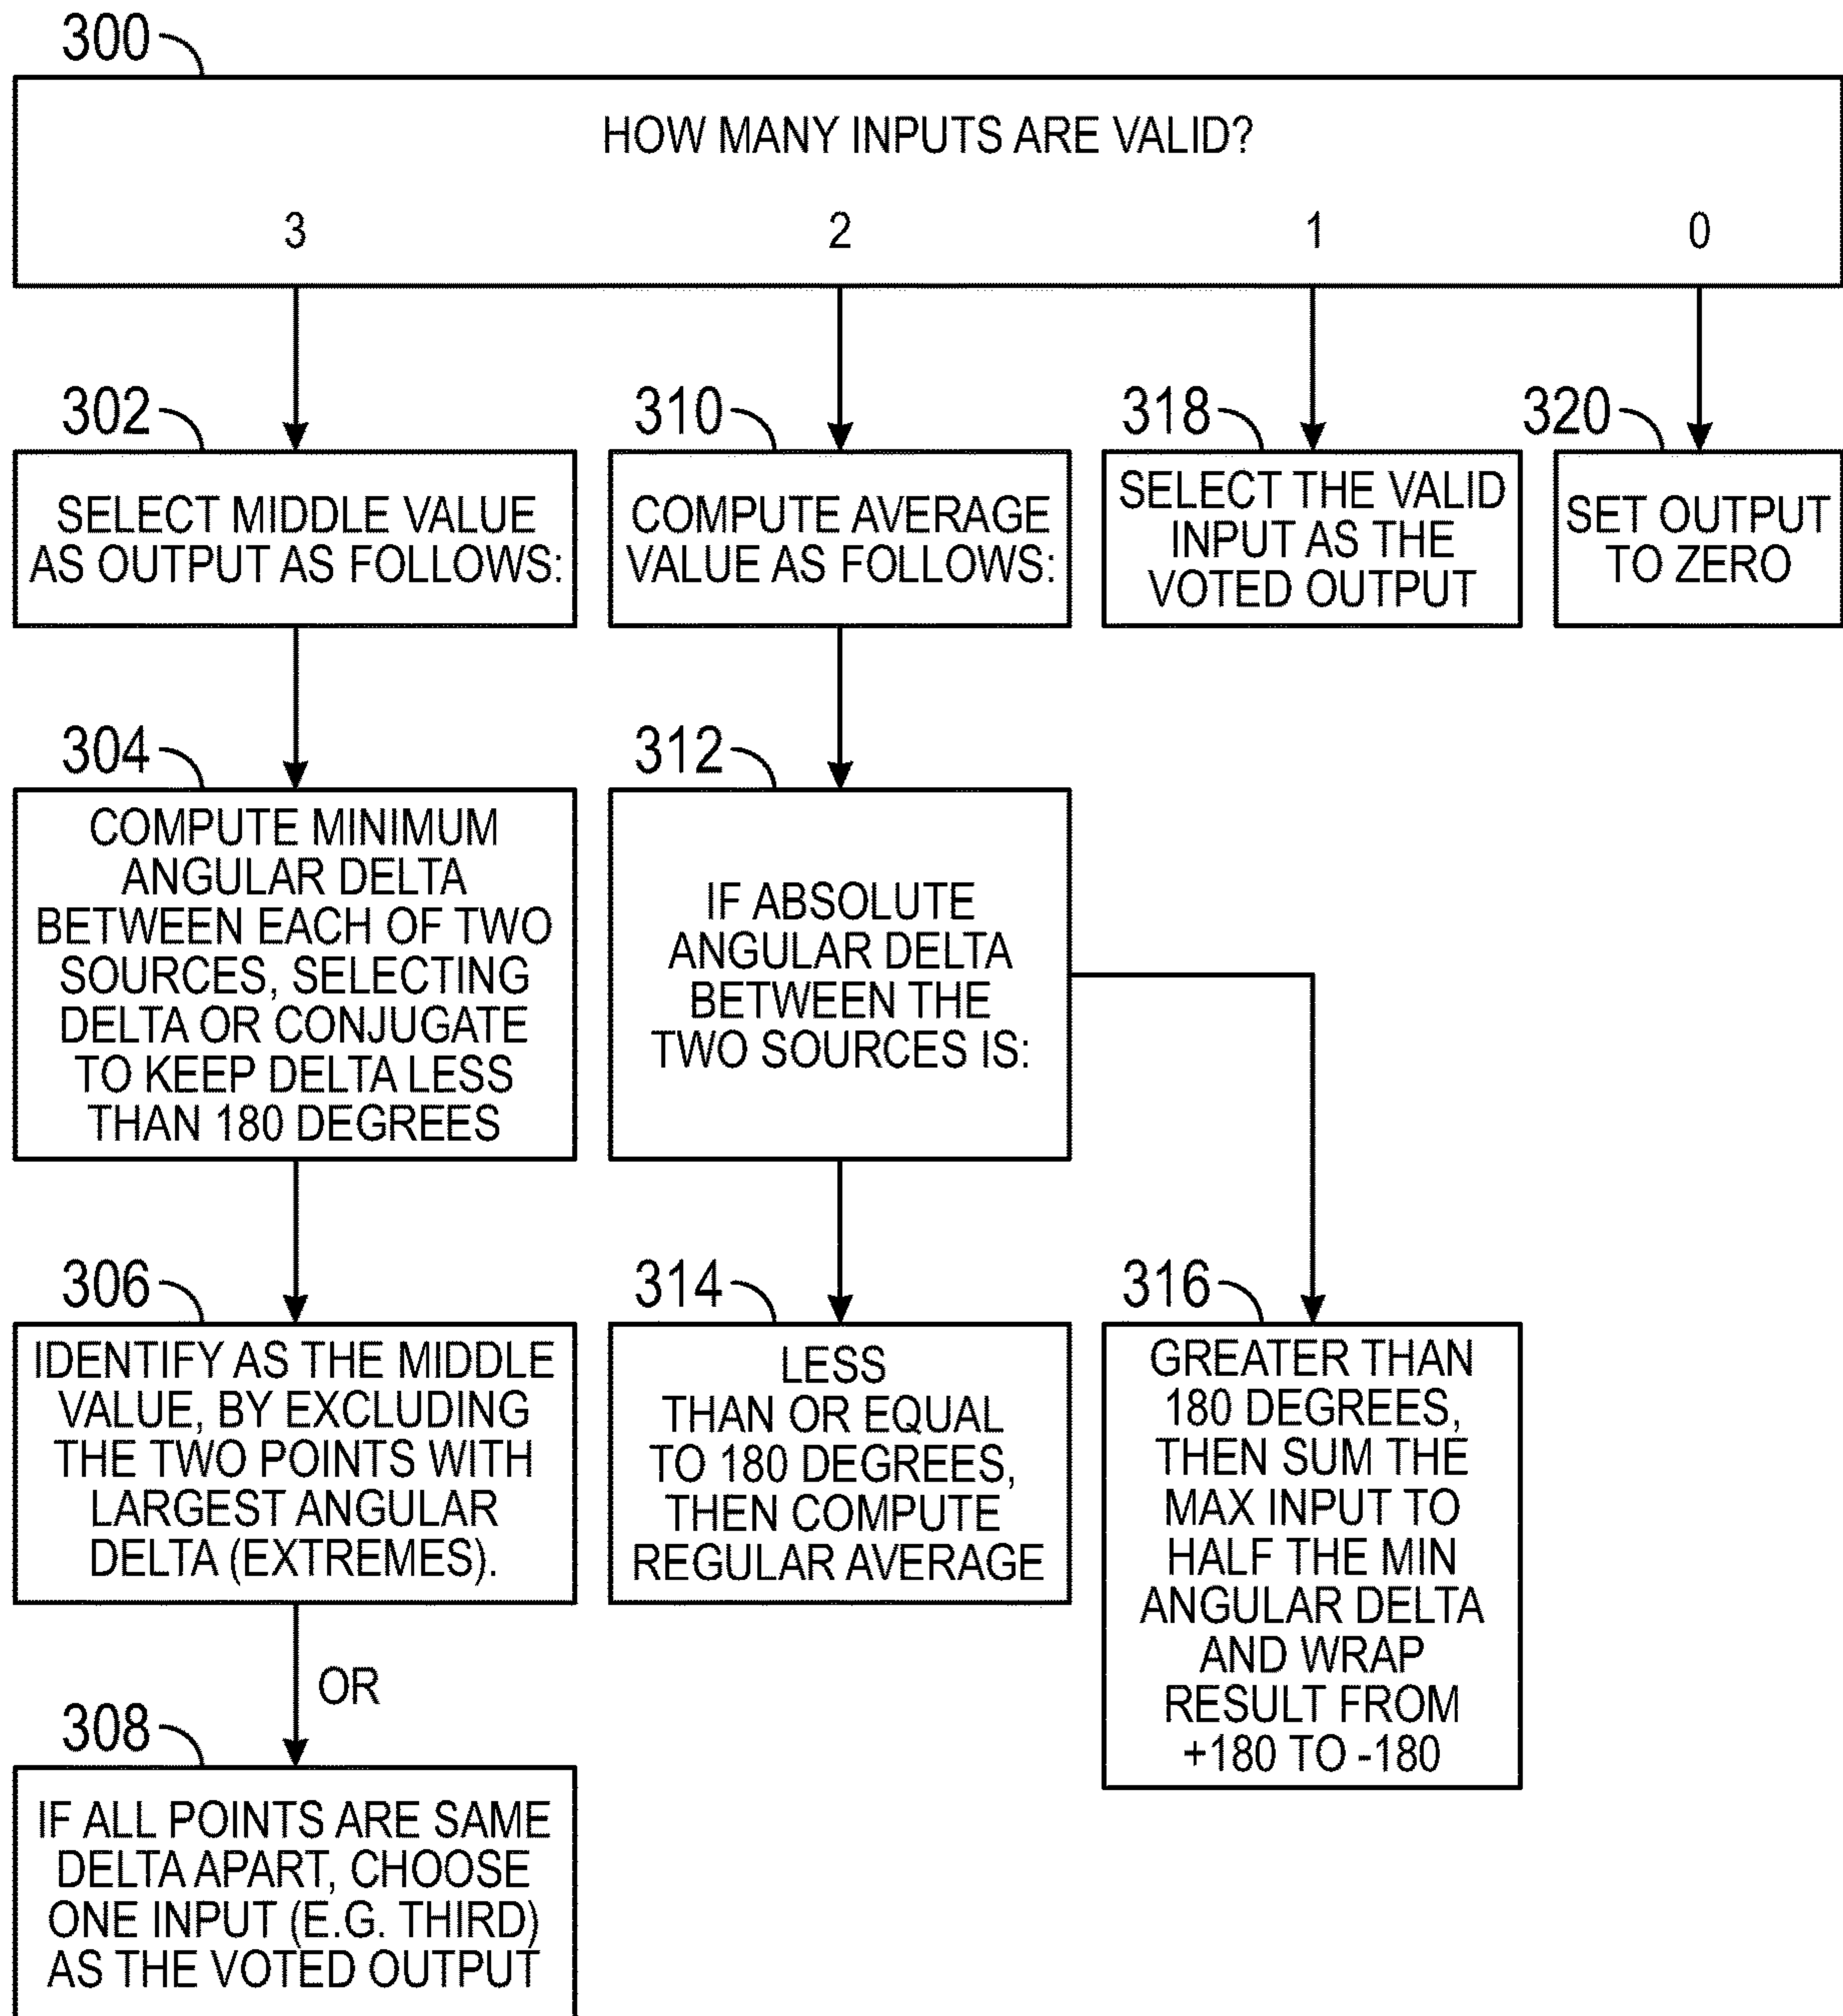 300
HOW MANY INPUTS ARE VALID?
3 2 1 0
302
SELECT MIDDLE VALUE
AS OUTPUT AS FOLLOWS:
310
COMPUTE AVERAGE
VALUE AS FOLLOWS:
318
SELECT THE VALID
INPUT AS THE
VOTED OUTPUT
320
SET OUTPUT
TO ZERO
304
COMPUTE MINIMUM
ANGULAR DELTA
BETWEEN EACH OF TWO
SOURCES, SELECTING
DELTA OR CONJUGATE
TO KEEP DELTA LESS
THAN 180 DEGREES
312
IF ABSOLUTE
ANGULAR DELTA
BETWEEN THE
TWO SOURCES IS:
306
IDENTIFY AS THE MIDDLE
VALUE, BY EXCLUDING
THE TWO POINTS WITH
LARGEST ANGULAR
DELTA (EXTREMES).
314
LESS
THAN OR EQUAL
TO 180 DEGREES,
THEN COMPUTE
REGULAR AVERAGE
316
GREATER THAN
180 DEGREES,
THEN SUM THE
MAX INPUT TO
HALF THE MIN
ANGULAR DELTA
AND WRAP
RESULT FROM
+180 TO -180
OR
308
IF ALL POINTS ARE SAME
DELTA APART, CHOOSE
ONE INPUT (E.G. THIRD)
AS THE VOTED OUTPUT